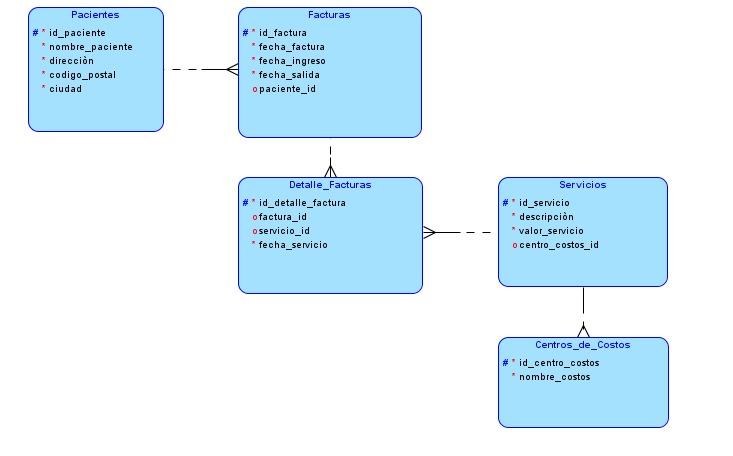 Pacientes
# * id_paciente
* nombre_paciente
* direcciòn
* codigo_postal
* ciudad
Facturas
# * id_factura
* fecha_factura
* fecha_ingreso
* fecha_salida
o paciente_id
Detalle_Facturas
# * id_detalle_factura
o factura_id
o servicio_id
* fecha_servicio
Servicios
# * id_servicio
* descripciòn
* valor_servicio
o centro_costos_id
Centros_de_Costos
# * id_centro_costos
* nombre_costos